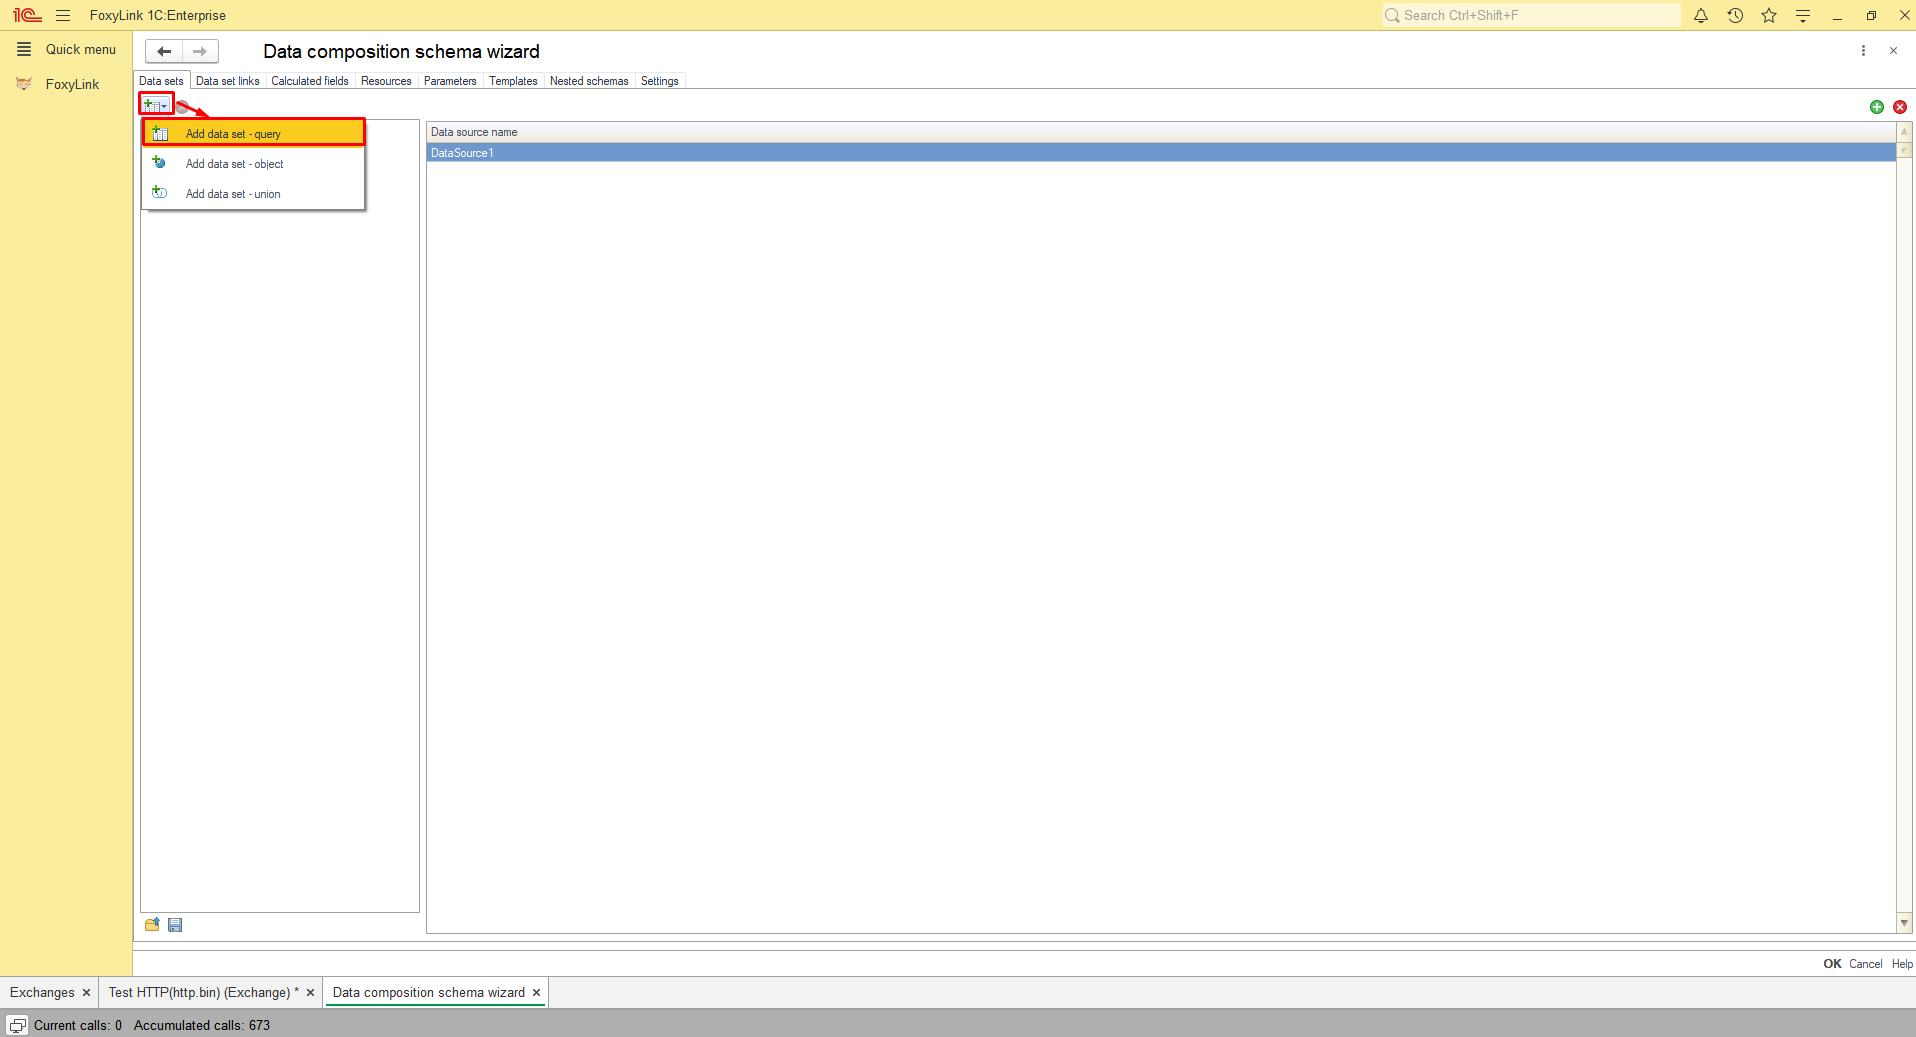 1C FoxyLink 1C:Enterprise Search Ctrl+Shift+F
Quick menu
FoxyLink
Data composition schema wizard
Data sets Data set links Calculated fields Resources Parameters Templates Nested schemas Settings
Add data set - query
Add data set - object
Add data set - union
Data source name
DataSource1
OK Cancel Help
Exchanges Test HTTP(http.bin) (Exchange) * Data composition schema wizard
Current calls: 0 Accumulated calls: 673